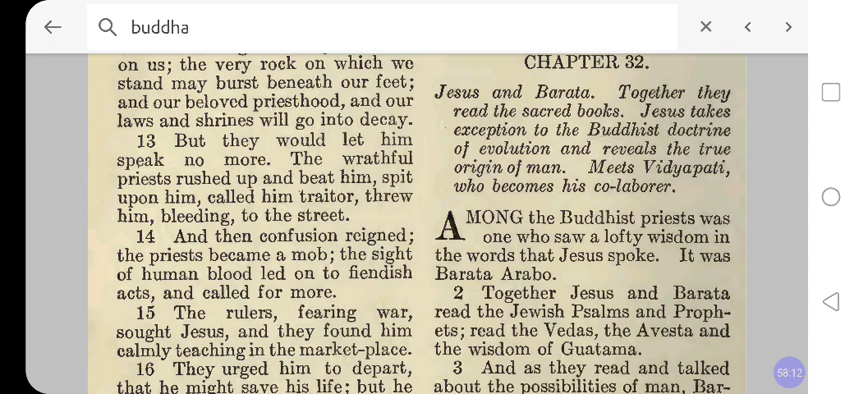 buddha
on us; the very rock on which we
stand may burst beneath our feet;
and our beloved priesthood, and our
laws and shrines will go into decay.
13 But they would let him
speak no more. The wrathful
priests rushed up and beat him, spit
upon him, called him traitor, threw
him, bleeding, to the street.
14 And then confusion reigned;
the priests became a mob; the sight
of human blood led on to fiendish
acts, and called for more.
15 The rulers, fearing war,
sought Jesus, and they found him
calmly teaching in the market-place.
16 They urged him to depart,
that he might save his life; but he
CHAPTER 32.
Jesus and Barata. Together they
read the sacred books. Jesus takes
exception to the Buddhist doctrine
of evolution and reveals the true
origin of man. Meets Vidyapati,
who becomes his co-laborer.
AMONG the Buddhist priests was
one who saw a lofty wisdom in
the words that Jesus spoke. It was
Barata Arabo.
2 Together Jesus and Barata
read the Jewish Psalms and Proph-
ets; read the Vedas, the Avesta and
the wisdom of Guatama.
3 And as they read and talked
about the possibilities of man, Bar-
58:12